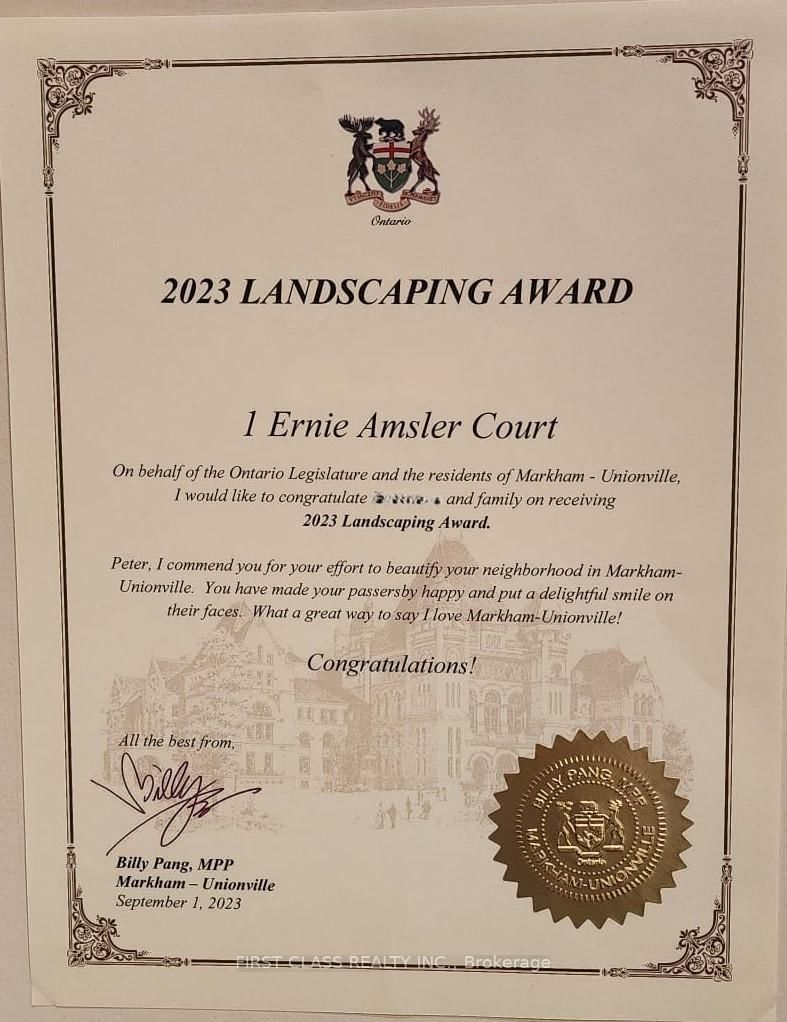 Ontario
2023 LANDSCAPING AWARD
1 Ernie Amsler Court
On behalf of the Ontario Legislature and the residents of Markham - Unionville,
I would like to congratulate and family on receiving
2023 Landscaping Award.
Peter, I commend you for your effort to beautify your neighborhood in Markham-
Unionville. You have made your passersby happy and put a delightful smile on
their faces. What a great way to say I love Markham-Unionville!
Congratulations!
All the best from,
Billy
Billy Pang, MPP
Markham – Unionville
September 1, 2023
BILLY PANG, MPP
Ontario
MARKHAM-UNIONVILLE
FIRST CLASS REALTY INC., Brokerage